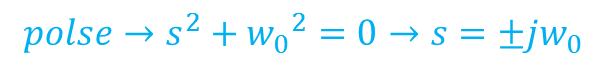 polse → s² + w₀² = 0 → s = ±jw₀